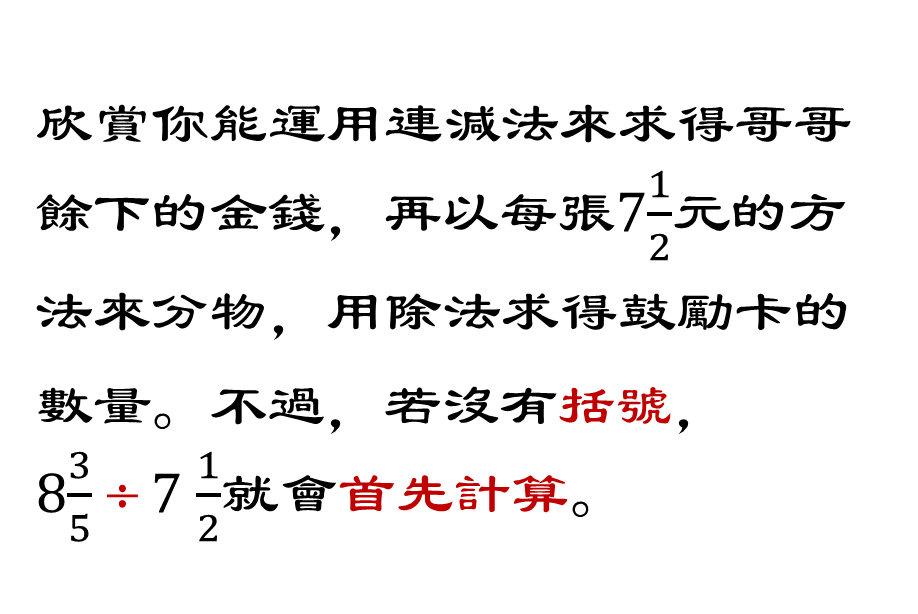 欣賞你能運用連減法來求得哥哥
餘下的金錢，再以每張7 1/2元的方
法來分物，用除法求得鼓勵卡的
數量。不過，若沒有括號，
8 3/5 ÷ 7 1/2就會首先計算。